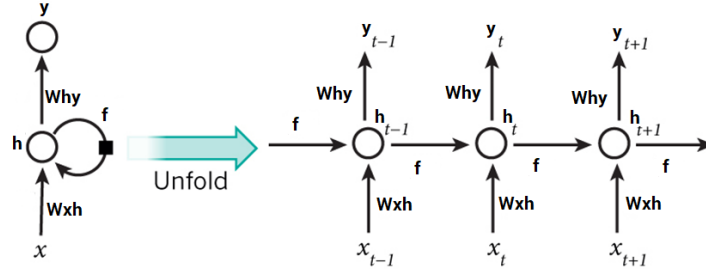 y
y t-1
y t
y t+1
Why
f
Why
Why
Why
h
f
h t-1
h t
h t+1
Unfold
f
f
f
Wxh
Wxh
Wxh
Wxh
x
x t-1
x t
x t+1